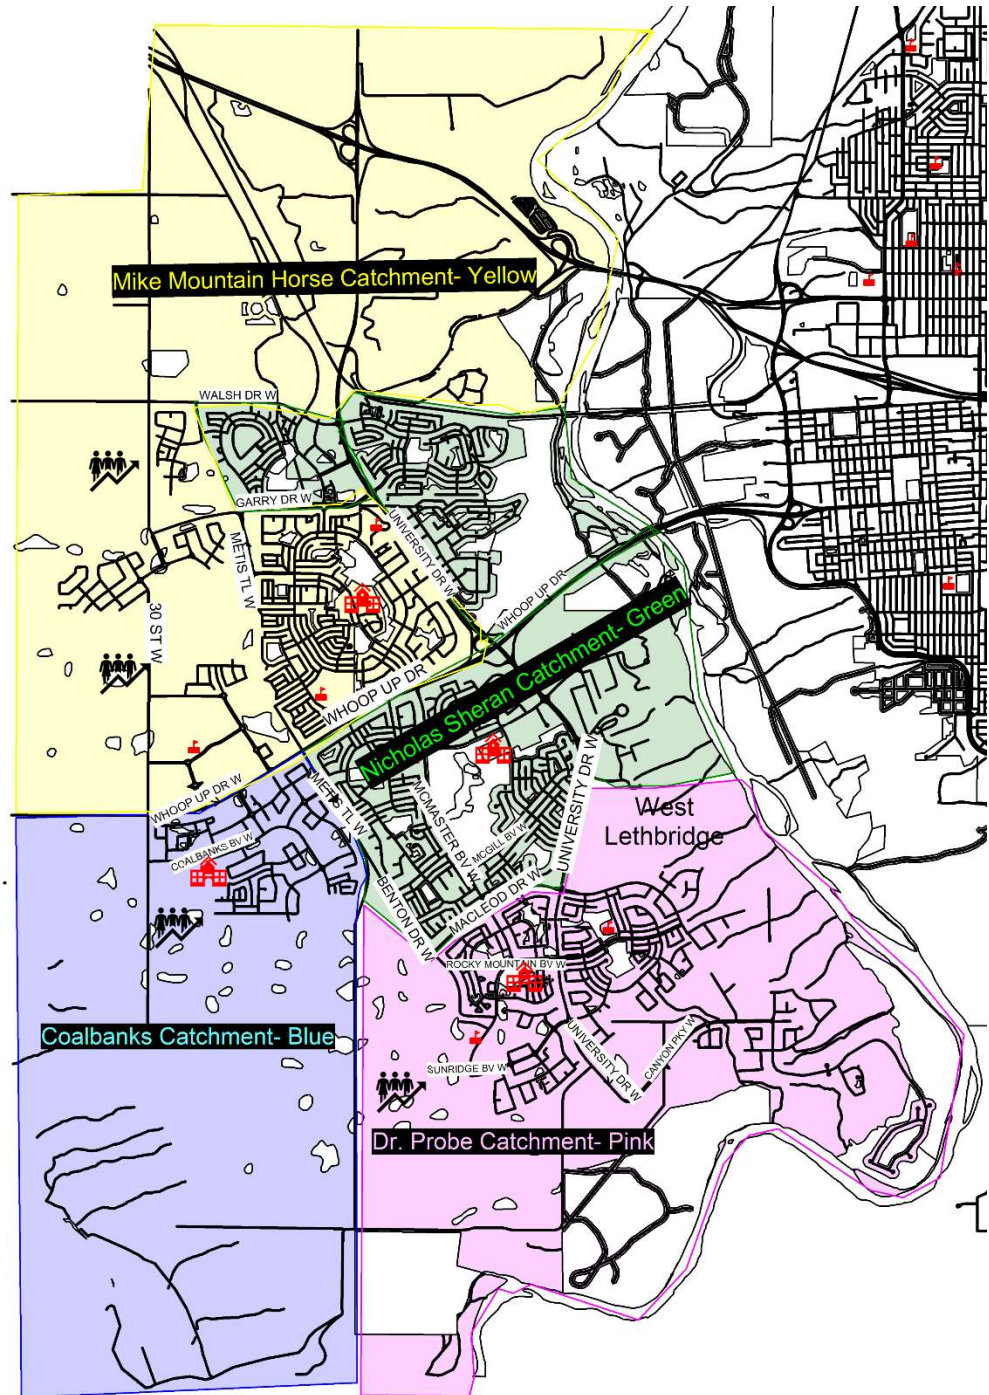 Mike Mountain Horse Catchment- Yellow
WALSH DR W
GARRY DR W
METIS TL W
UNIVERSITY DR W
30 ST W
WHOOP UP DR
WHOOP UP DR
Nicholas Sheran Catchment- Green
WHOOP UP DR W
METIS TL W
COALBANKS BV W
MCMASTER BV W
MCGILL BV W
UNIVERSITY DR W
West
Lethbridge
BENTON DR W
MACLEOD DR W
ROCKY MOUNTAIN BV W
Coalbanks Catchment- Blue
SUNRIDGE BV W
UNIVERSITY DR W
CANYON PKY W
Dr. Probe Catchment- Pink